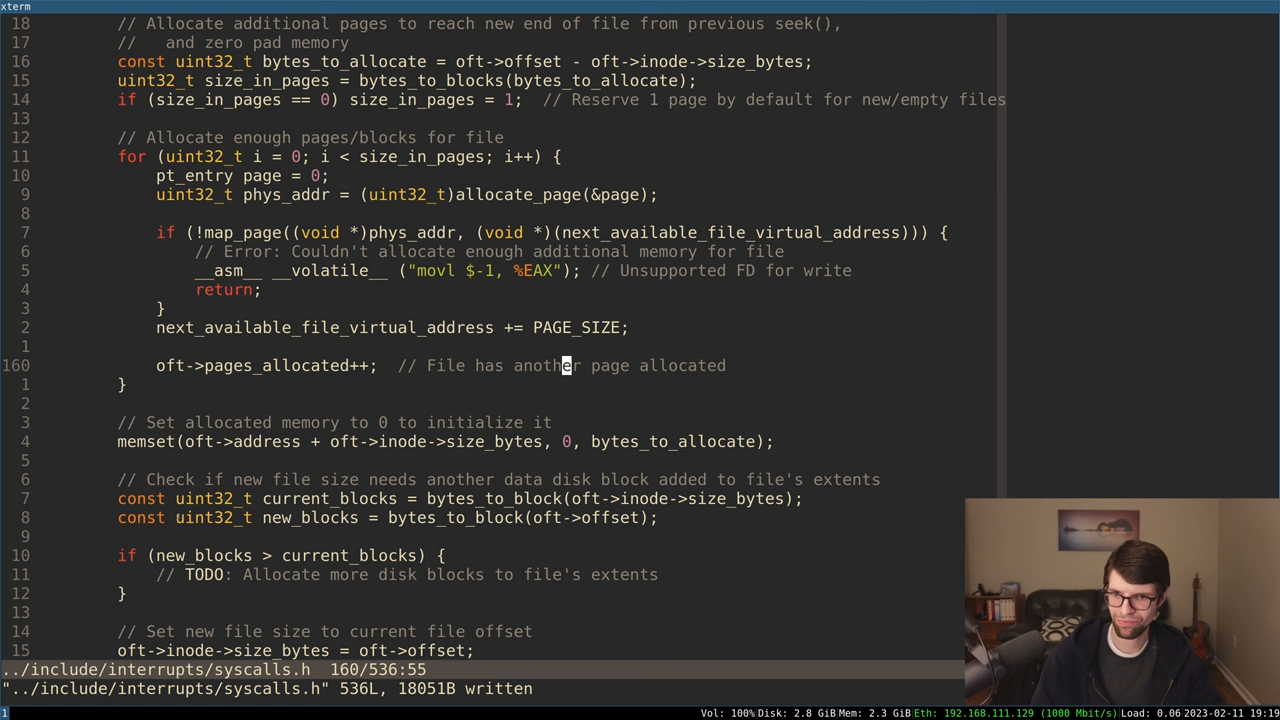 xterm
18 // Allocate additional pages to reach new end of file from previous seek(),
17 //   and zero pad memory
16 const uint32_t bytes_to_allocate = oft->offset - oft->inode->size_bytes;
15 uint32_t size_in_pages = bytes_to_blocks(bytes_to_allocate);
14 if (size_in_pages == 0) size_in_pages = 1;  // Reserve 1 page by default for new/empty files
13
12 // Allocate enough pages/blocks for file
11 for (uint32_t i = 0; i < size_in_pages; i++) {
10 pt_entry page = 0;
9 uint32_t phys_addr = (uint32_t)allocate_page(&page);
8
7 if (!map_page((void *)phys_addr, (void *)(next_available_file_virtual_address))) {
6 // Error: Couldn't allocate enough additional memory for file
5 __asm__ __volatile__ ("movl $-1, %EAX"); // Unsupported FD for write
4 return;
3 }
2 next_available_file_virtual_address += PAGE_SIZE;
1
160 oft->pages_allocated++;  // File has another page allocated
1 }
2
3 // Set allocated memory to 0 to initialize it
4 memset(oft->address + oft->inode->size_bytes, 0, bytes_to_allocate);
5
6 // Check if new file size needs another data disk block added to file's extents
7 const uint32_t current_blocks = bytes_to_block(oft->inode->size_bytes);
8 const uint32_t new_blocks = bytes_to_block(oft->offset);
9
10 if (new_blocks > current_blocks) {
11 // TODO: Allocate more disk blocks to file's extents
12 }
13
14 // Set new file size to current file offset
15 oft->inode->size_bytes = oft->offset;
../include/interrupts/syscalls.h  160/536:55
"../include/interrupts/syscalls.h" 536L, 18051B written
1 Vol: 100% Disk: 2.8 GiB Mem: 2.3 GiB Eth: 192.168.111.129 (1000 Mbit/s) Load: 0.06 2023-02-11 19:19